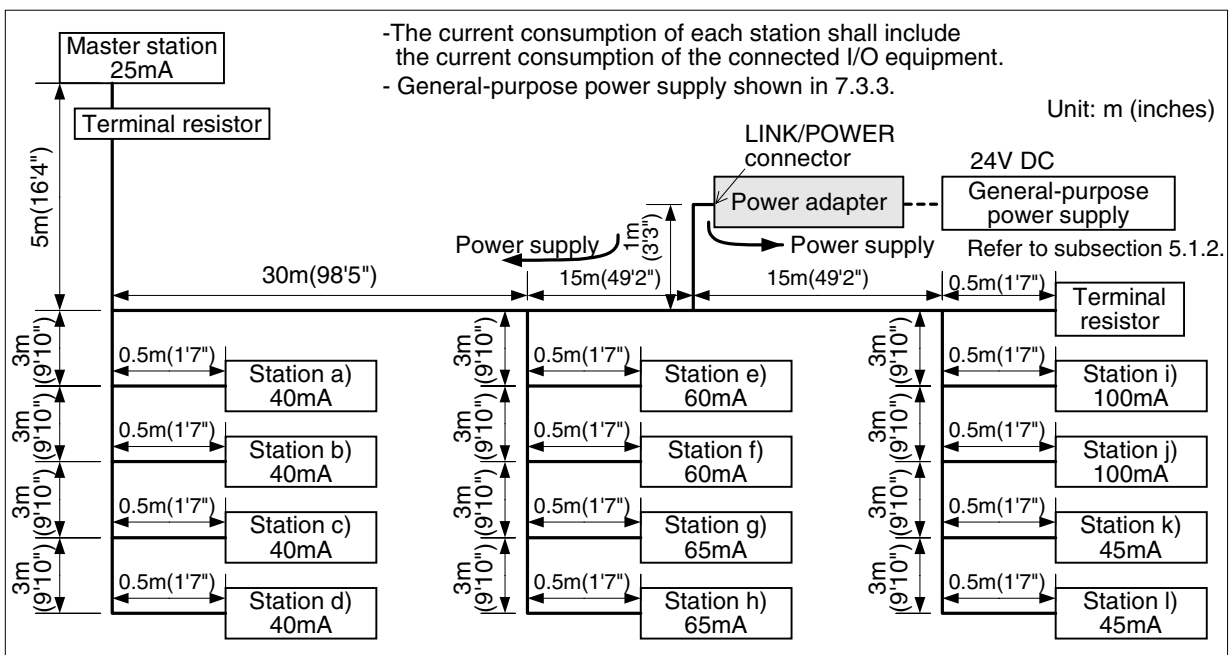 -The current consumption of each station shall include
the current consumption of the connected I/O equipment.
- General-purpose power supply shown in 7.3.3.
Unit: m (inches)
Master station
25mA
Terminal resistor
5m(16'4")
LINK/POWER
connector
24V DC
Power adapter
General-purpose
power supply
1m
(3'3")
Power supply
Power supply
Refer to subsection 5.1.2.
30m(98'5")
15m(49'2")
15m(49'2")
0.5m(1'7")
Terminal
resistor
3m
(9'10")
0.5m(1'7")
Station a)
40mA
3m
(9'10")
0.5m(1'7")
Station b)
40mA
3m
(9'10")
0.5m(1'7")
Station c)
40mA
3m
(9'10")
0.5m(1'7")
Station d)
40mA
3m
(9'10")
0.5m(1'7")
Station e)
60mA
3m
(9'10")
0.5m(1'7")
Station f)
60mA
3m
(9'10")
0.5m(1'7")
Station g)
65mA
3m
(9'10")
0.5m(1'7")
Station h)
65mA
3m
(9'10")
0.5m(1'7")
Station i)
100mA
3m
(9'10")
0.5m(1'7")
Station j)
100mA
3m
(9'10")
0.5m(1'7")
Station k)
45mA
3m
(9'10")
0.5m(1'7")
Station l)
45mA